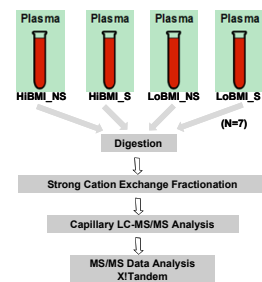 Plasma Plasma Plasma Plasma
HiBMI_NS HiBMI_S LoBMI_NS LoBMI_S
(N=7)
Digestion
Strong Cation Exchange Fractionation
Capillary LC-MS/MS Analysis
MS/MS Data Analysis
X!Tandem